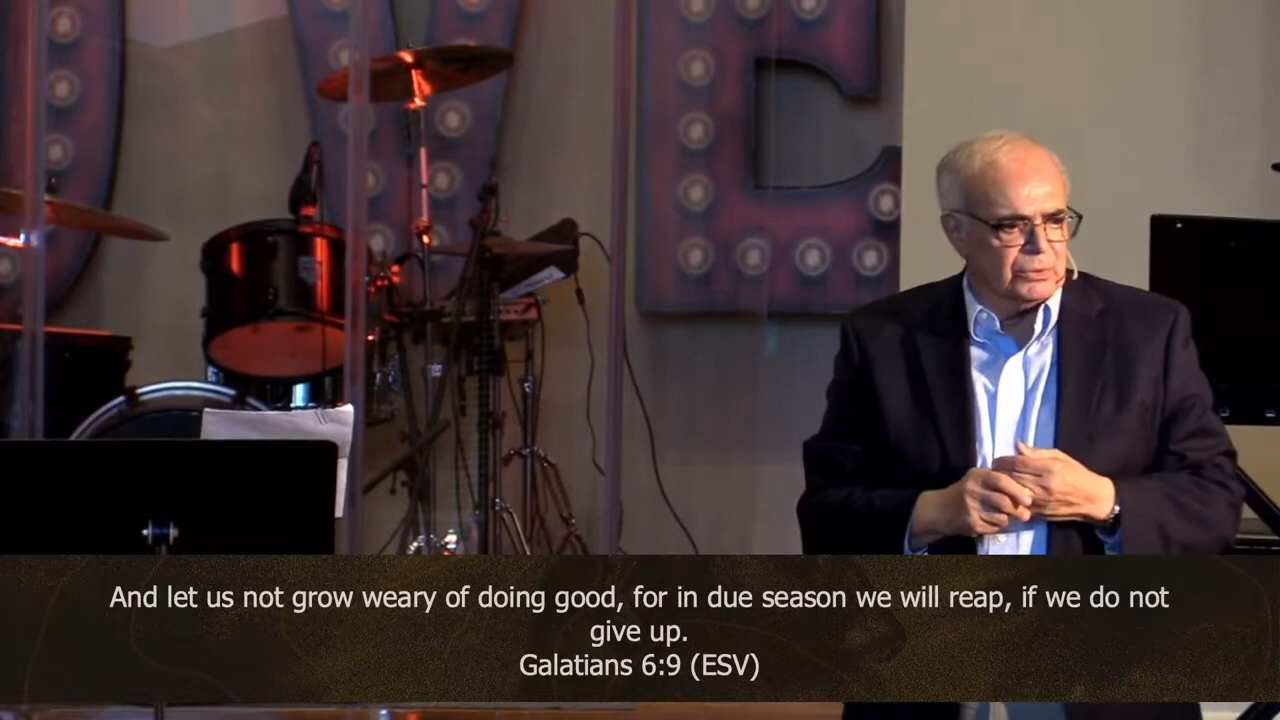 VE
And let us not grow weary of doing good, for in due season we will reap, if we do not
give up.
Galatians 6:9 (ESV)